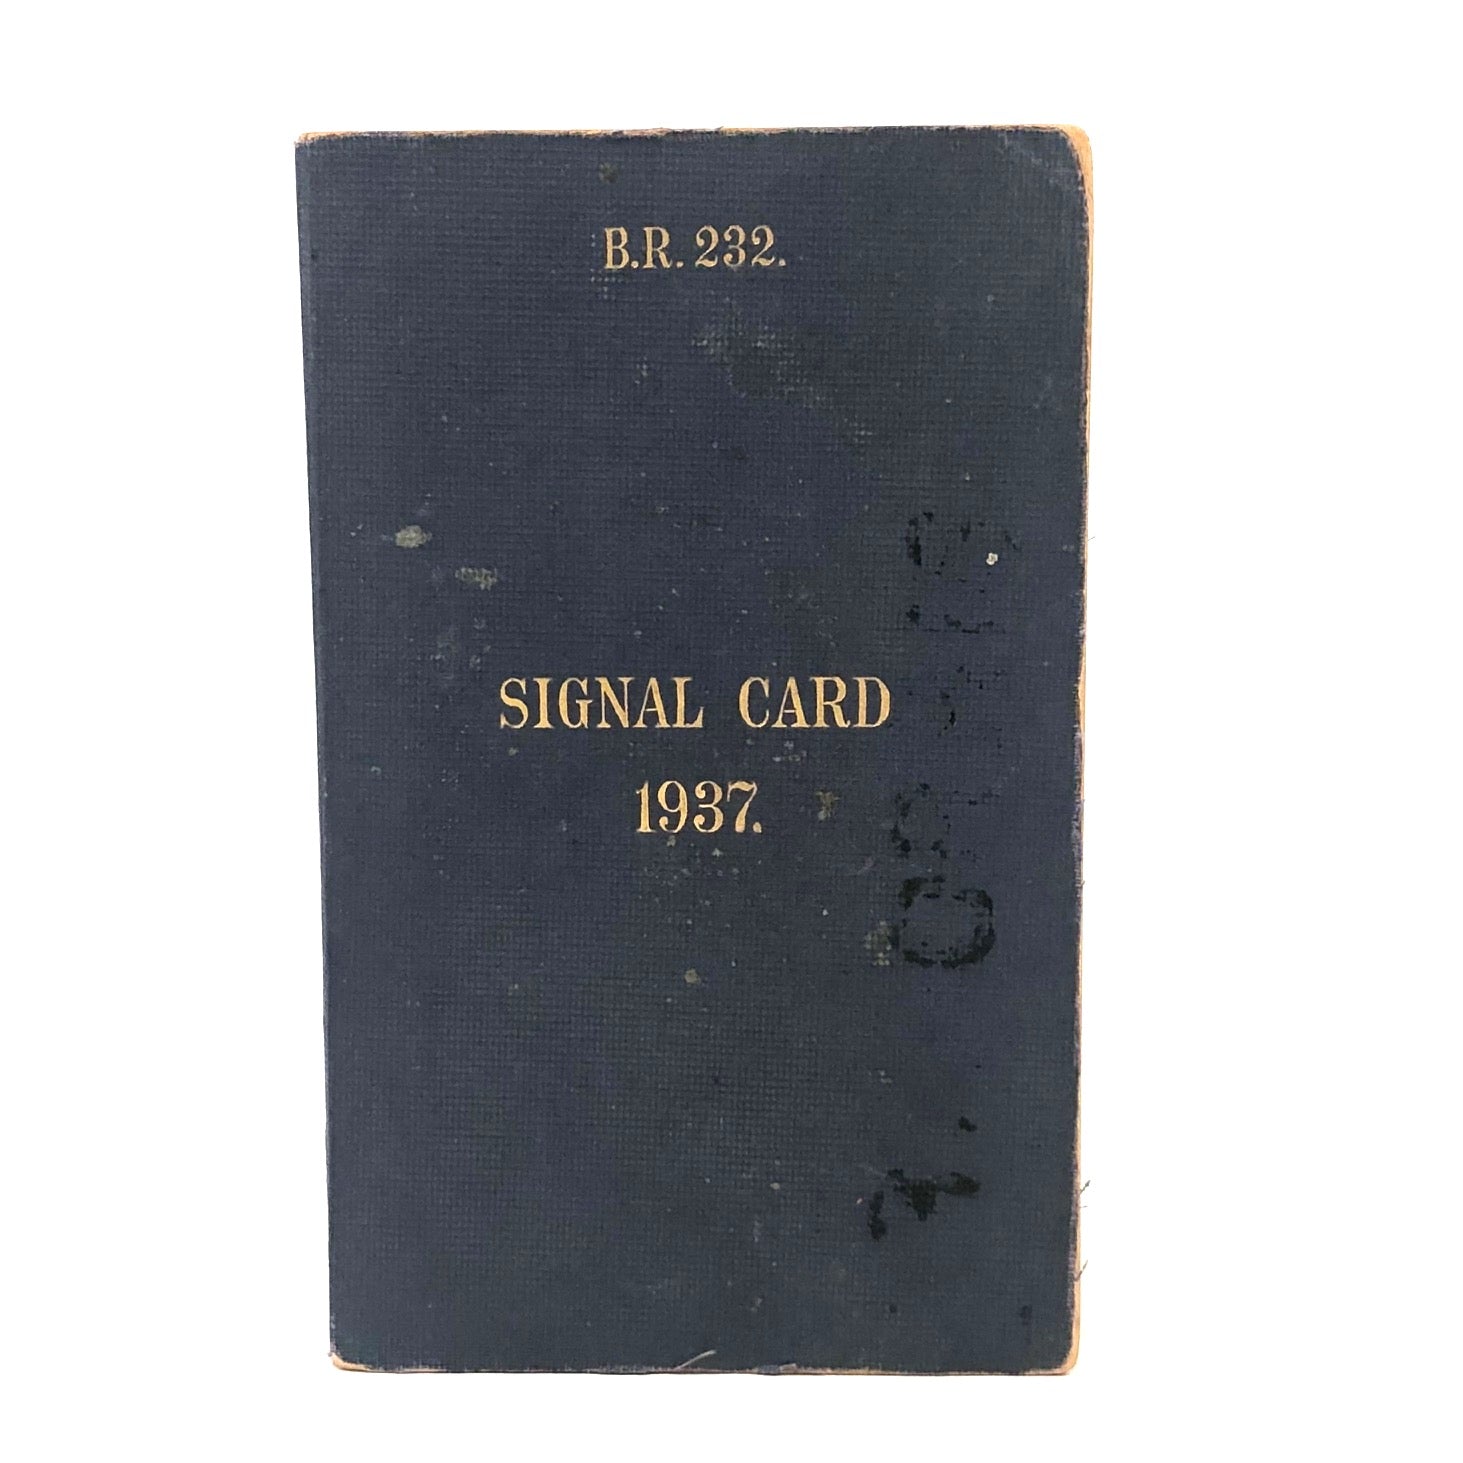 B.R. 232.
SIGNAL CARD
1937.